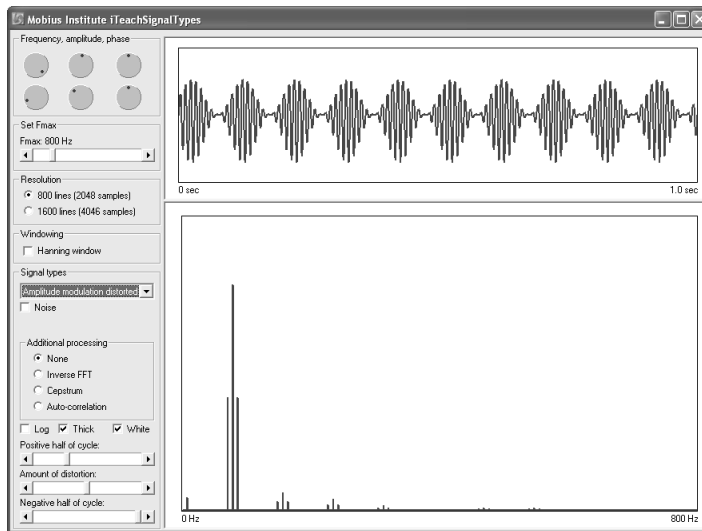 Mobius Institute iTeachSignalTypes
Frequency, amplitude, phase
Set Fmax
Fmax: 800 Hz
Resolution
800 lines (2048 samples)
1600 lines (4046 samples)
Windowing
Hanning window
Signal types
Amplitude modulation distorted
Noise
Additional processing
None
Inverse FFT
Cepstrum
Auto-correlation
Log Thick White
Positive half of cycle:
Amount of distortion:
Negative half of cycle:
0 sec 1.0 sec
0 Hz 800 Hz